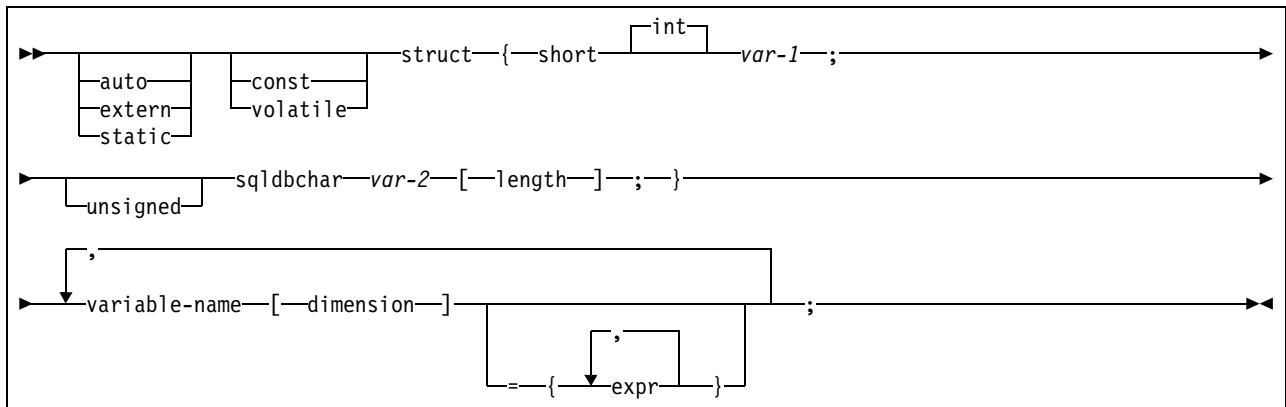 int
struct { short var-1 ;
auto const
extern volatile
static
sqldbchar var-2 [ length ] ; }
unsigned
,
variable-name [ dimension ] ;
,
= { expr }